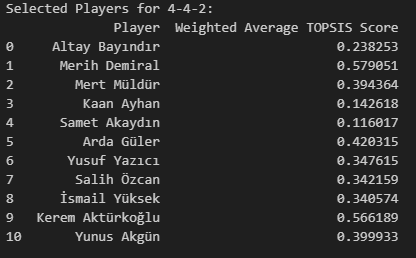 Selected Players for 4-4-2:
Player Weighted Average TOPSIS Score
0 Altay Bayındır 0.238253
1 Merih Demiral 0.579051
2 Mert Müldür 0.394364
3 Kaan Ayhan 0.142618
4 Samet Akaydın 0.116017
5 Arda Güler 0.420315
6 Yusuf Yazıcı 0.347615
7 Salih Özcan 0.342159
8 İsmail Yüksek 0.340574
9 Kerem Aktürkoğlu 0.566189
10 Yunus Akgün 0.399933